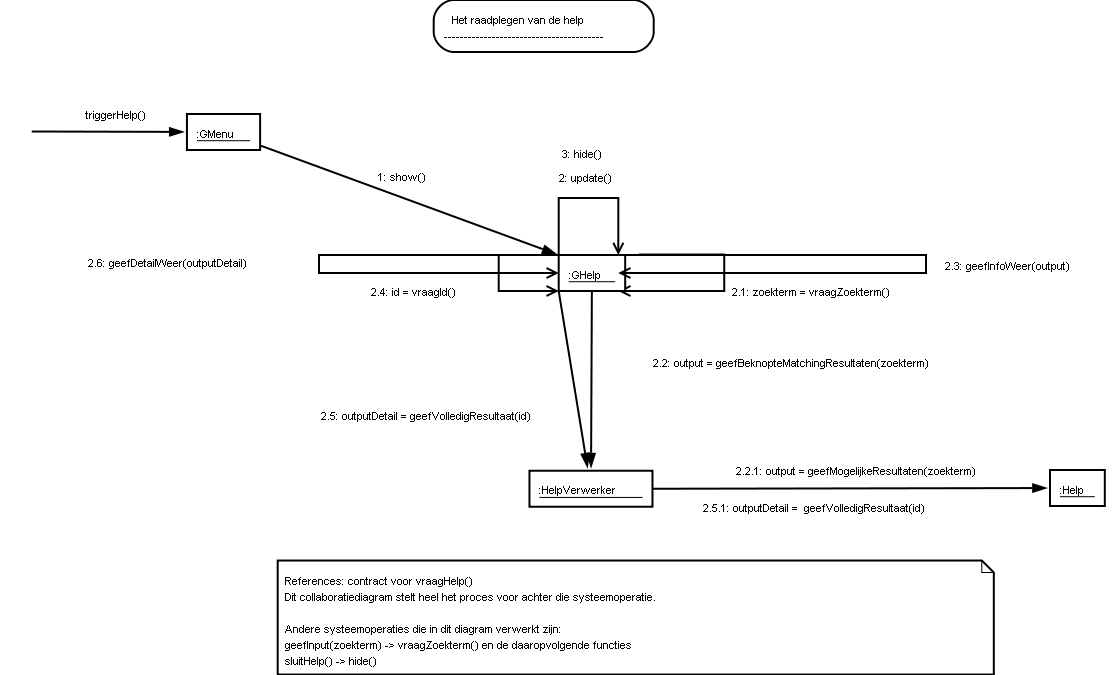 Het raadplegen van de help
----------------------------------------
triggerHelp()
:GMenu
3: hide()
1: show()
2: update()
2.6: geefDetailWeer(outputDetail)
:GHelp
2.3: geefInfoWeer(output)
2.4: id = vraagId()
2.1: zoekterm = vraagZoekterm()
2.2: output = geefBeknopteMatchingResultaten(zoekterm)
2.5: outputDetail = geefVolledigResultaat(id)
2.2.1: output = geefMogelijkeResultaten(zoekterm)
:HelpVerwerker
:Help
2.5.1: outputDetail =  geefVolledigResultaat(id)
References: contract voor vraagHelp()
Dit collaboratiediagram stelt heel het proces voor achter die systeemoperatie.
Andere systeemoperaties die in dit diagram verwerkt zijn:
geefInput(zoekterm) -> vraagZoekterm() en de daaropvolgende functies
sluitHelp() -> hide()